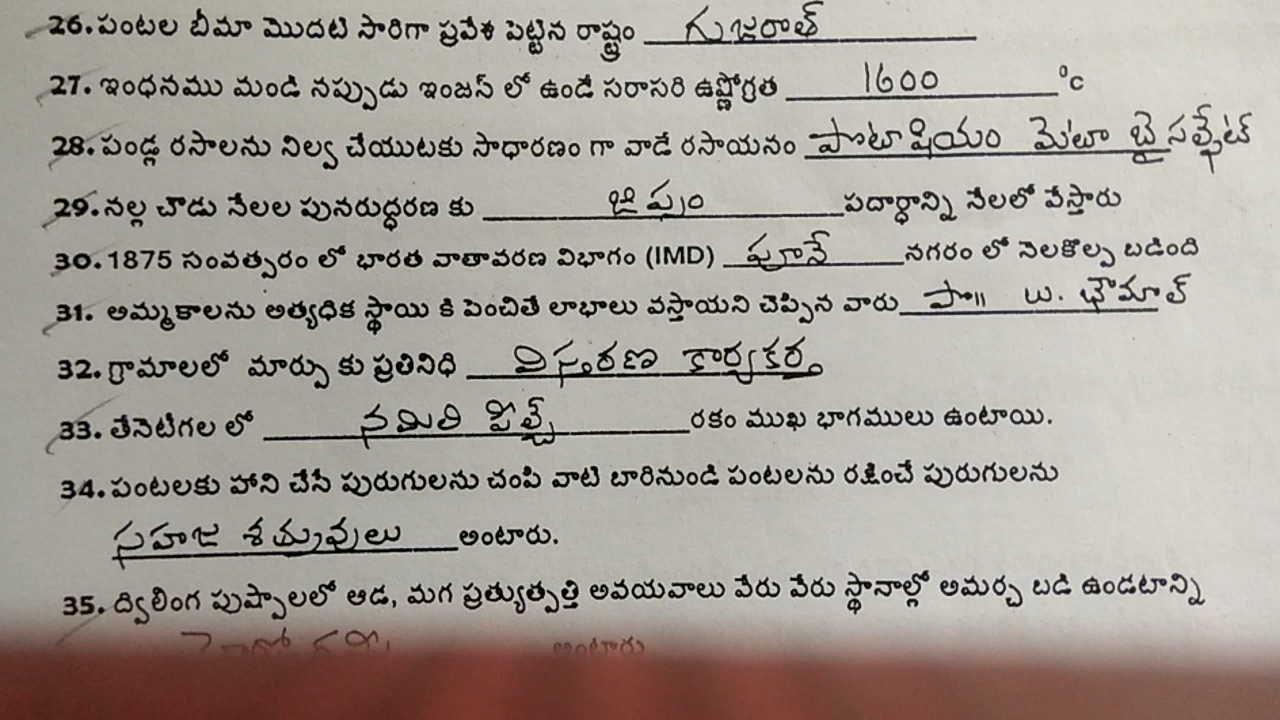 26. పంటల బీమా మొదటి సారిగా ప్రవేశ పెట్టిన రాష్ట్రం గుజరాత్
27. ఇంధనము మండి నప్పుడు ఇంజన్ లో ఉండే సరాసరి ఉష్ణోగ్రత 1600 °c
28. పండ్ల రసాలను నిల్వ చేయుటకు సాధారణం గా వాడే రసాయనం పొటాషియం మెటా బై సల్ఫేట్
29. నల్ల చౌడు నేలల పునరుద్ధరణ కు జిప్సం పదార్ధాన్ని నేలలో వేస్తారు
30. 1875 సంవత్సరం లో భారత వాతావరణ విభాగం (IMD) పూనే నగరం లో నెలకొల్ప బడింది
31. అమ్మకాలను అత్యధిక స్థాయి కి పెంచితే లాభాలు వస్తాయని చెప్పిన వారు ప్రొ॥ బౌమాల్
32. గ్రామాలలో మార్పు కు ప్రతినిధి విస్తరణ కార్యకర్త
33. తేనెటీగల లో నమిలి పీల్చే రకం ముఖ భాగములు ఉంటాయి.
34. పంటలకు హాని చేసే పురుగులను చంపి వాటి బారినుండి పంటలను రక్షించే పురుగులను
సహజ శత్రువులు అంటారు.
35. ద్విలింగ పుష్పాలలో ఆడ, మగ ప్రత్యుత్పత్తి అవయవాలు వేరు వేరు స్థానాల్లో అమర్చ బడి ఉండటాన్ని
అంటారు